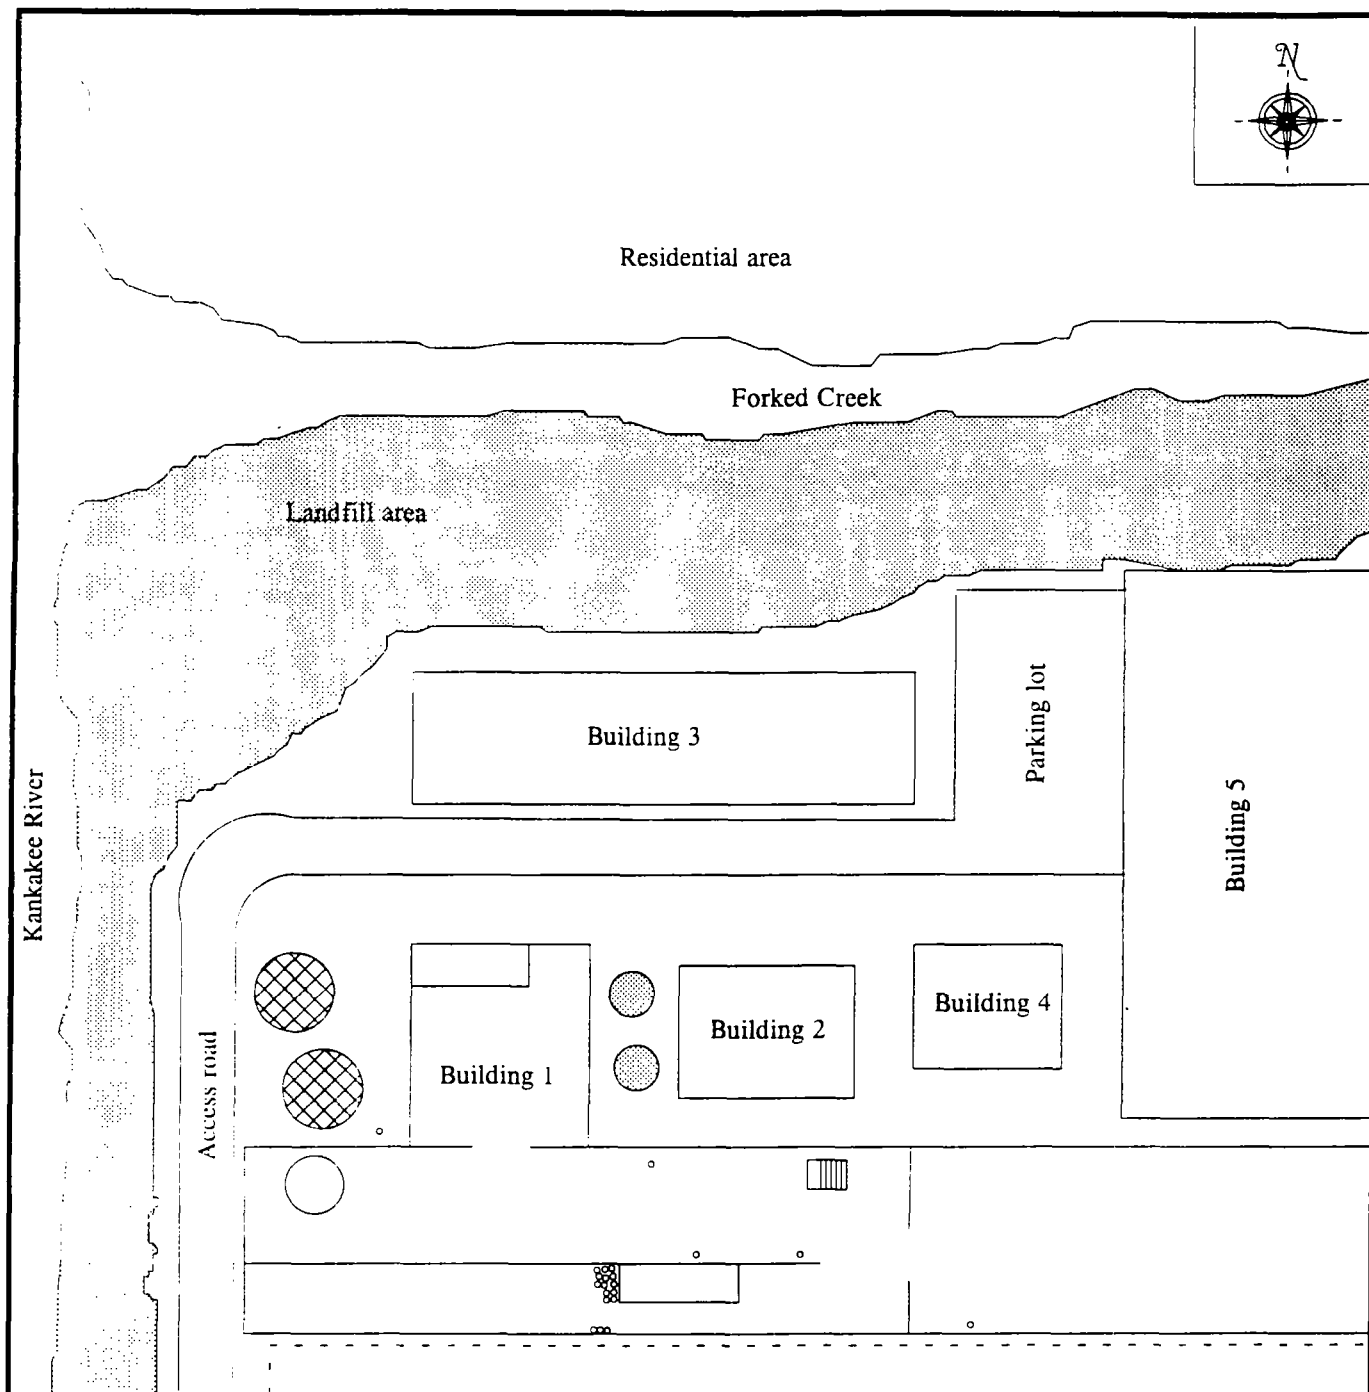 N
Residential area
Forked Creek
Landfill area
Parking lot
Building 3
Kankakee River
Building 5
Building 4
Building 2
Access road
Building 1